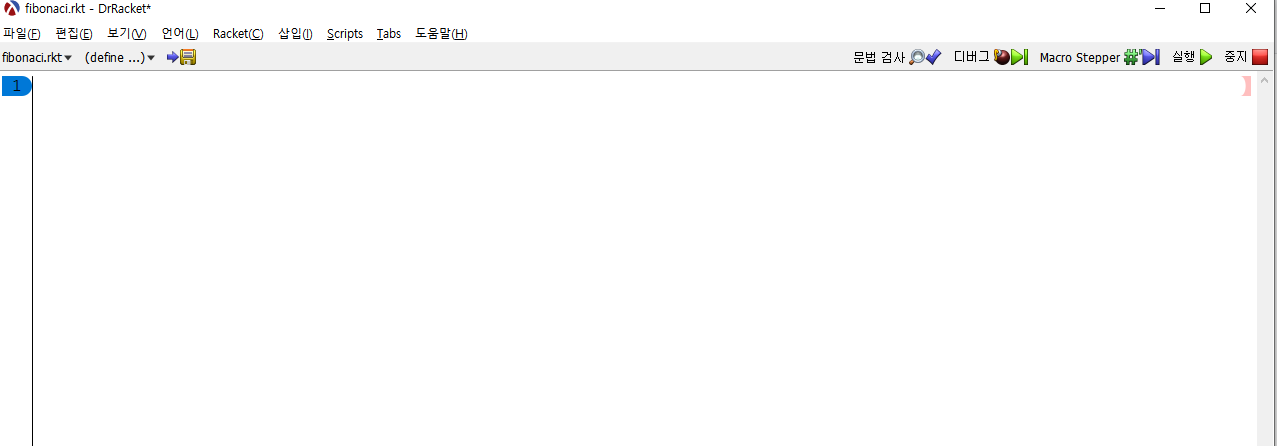 fibonaci.rkt - DrRacket*
파일(F) 편집(E) 보기(V) 언어(L) Racket(C) 삽입(I) Scripts Tabs 도움말(H)
fibonaci.rkt (define ...) 문법 검사 디버그 Macro Stepper 실행 중지
1